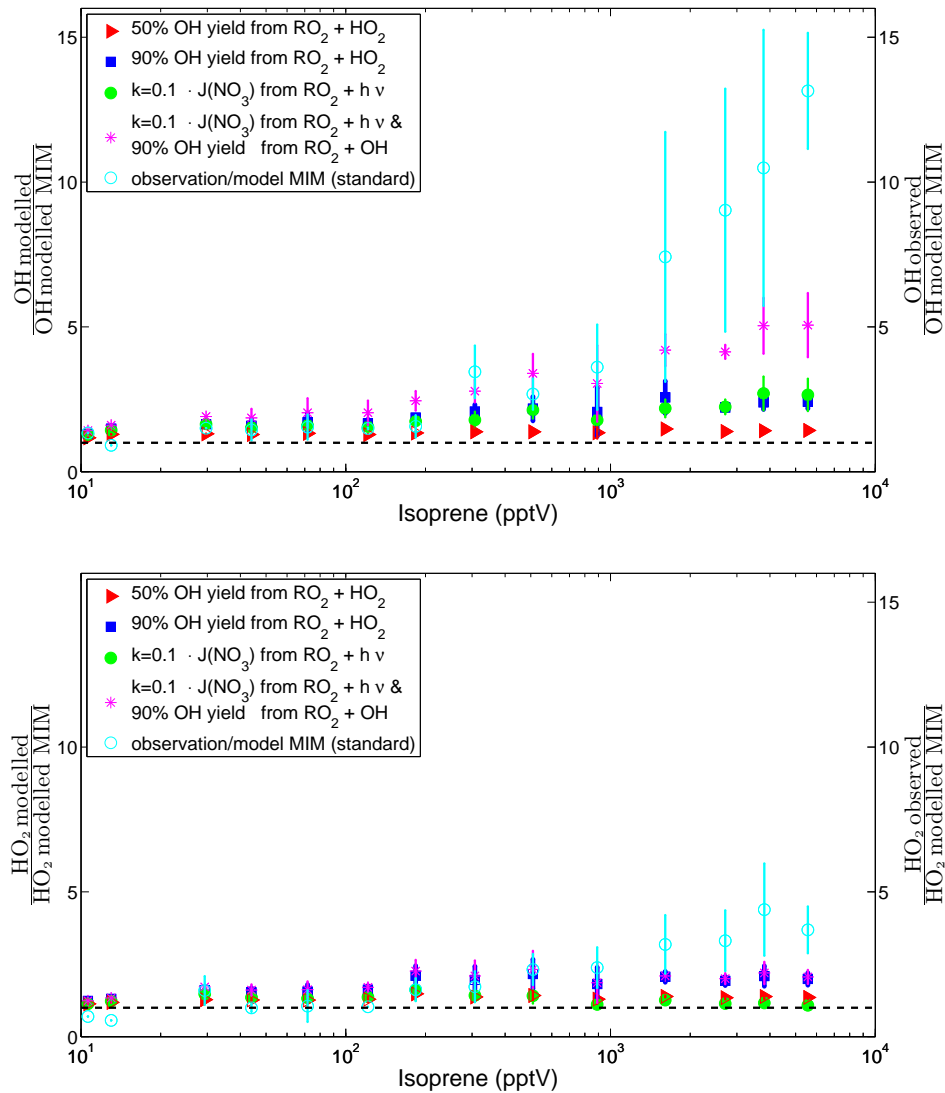 15
10
5
0
50% OH yield from RO2 + HO2
90% OH yield from RO2 + HO2
k=0.1 · J(NO3) from RO2 + h ν
k=0.1 · J(NO3) from RO2 + h ν &
90% OH yield from RO2 + OH
observation/model MIM (standard)
OH modelled
OH modelled MIM
15
10
5
0
OH observed
OH modelled MIM
10^1
10^2
10^3
10^4
Isoprene (pptV)
15
10
5
0
50% OH yield from RO2 + HO2
90% OH yield from RO2 + HO2
k=0.1 · J(NO3) from RO2 + h ν
k=0.1 · J(NO3) from RO2 + h ν &
90% OH yield from RO2 + OH
observation/model MIM (standard)
HO2 modelled
HO2 modelled MIM
15
10
5
0
HO2 observed
HO2 modelled MIM
10^1
10^2
10^3
10^4
Isoprene (pptV)